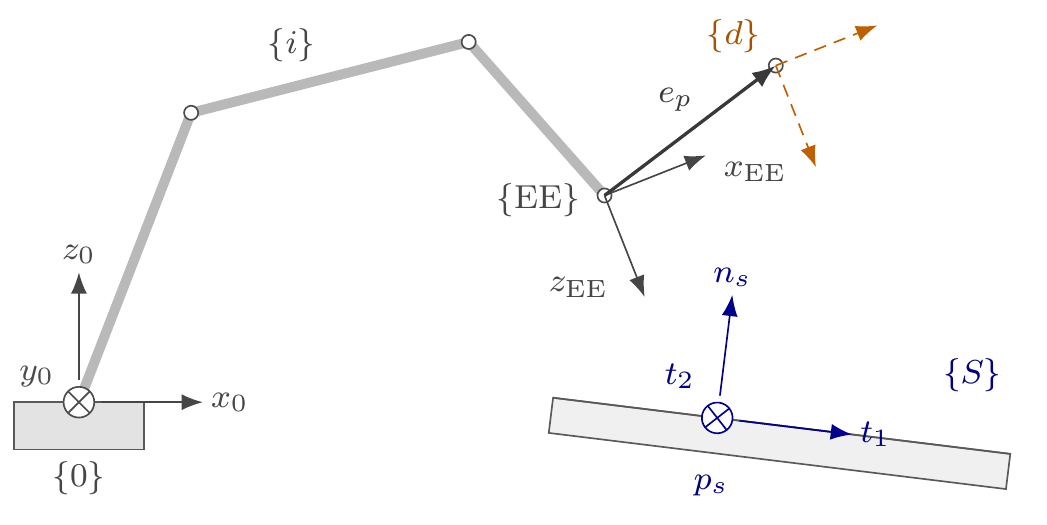 {d}
{i}
e_p
x_EE
{EE}
z_0
n_s
z_EE
y_0
t_2
{S}
x_0
t_1
{0}
p_s